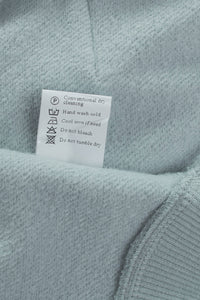 Conventional dry
cleaning
Hand wash cold
Cool iron if need
Do not bleach
Do not tumble dry